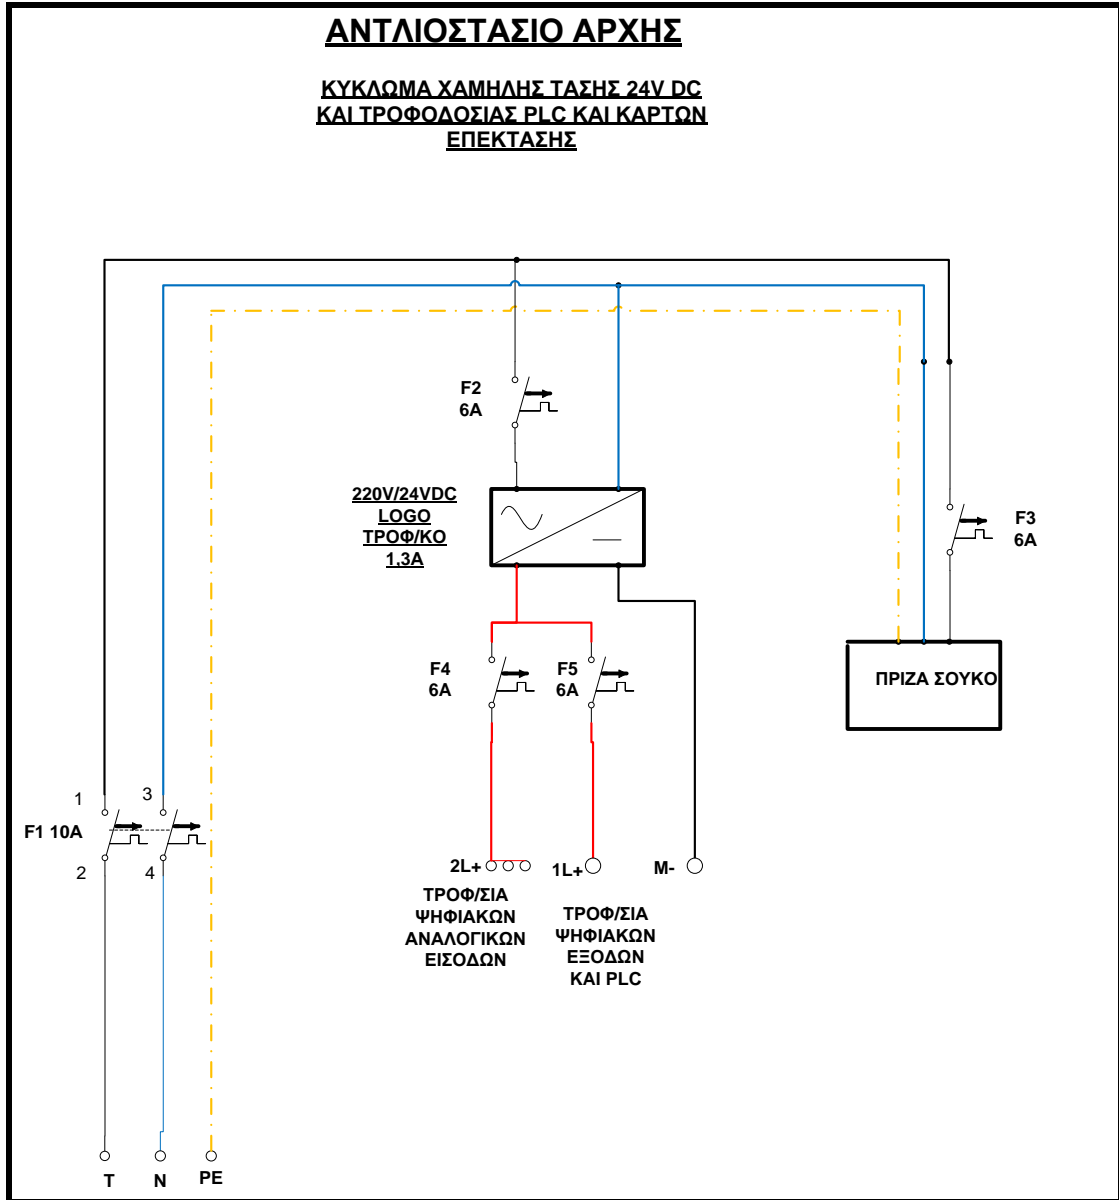 ΑΝΤΛΙΟΣΤΑΣΙΟ ΑΡΧΗΣ
ΚΥΚΛΩΜΑ ΧΑΜΗΛΗΣ ΤΑΣΗΣ 24V DC
ΚΑΙ ΤΡΟΦΟΔΟΣΙΑΣ PLC ΚΑΙ ΚΑΡΤΩΝ
ΕΠΕΚΤΑΣΗΣ
F2
6A
220V/24VDC
LOGO
ΤΡΟΦ/ΚΟ
1,3A
F3
6A
F4
6A
F5
6A
ΠΡΙΖΑ ΣΟΥΚΟ
1
3
F1 10A
2
4
2L+
1L+
M-
ΤΡΟΦ/ΣΙΑ
ΨΗΦΙΑΚΩΝ
ΑΝΑΛΟΓΙΚΩΝ
ΕΙΣΟΔΩΝ
ΤΡΟΦ/ΣΙΑ
ΨΗΦΙΑΚΩΝ
ΕΞΟΔΩΝ
ΚΑΙ PLC
T
N
PE